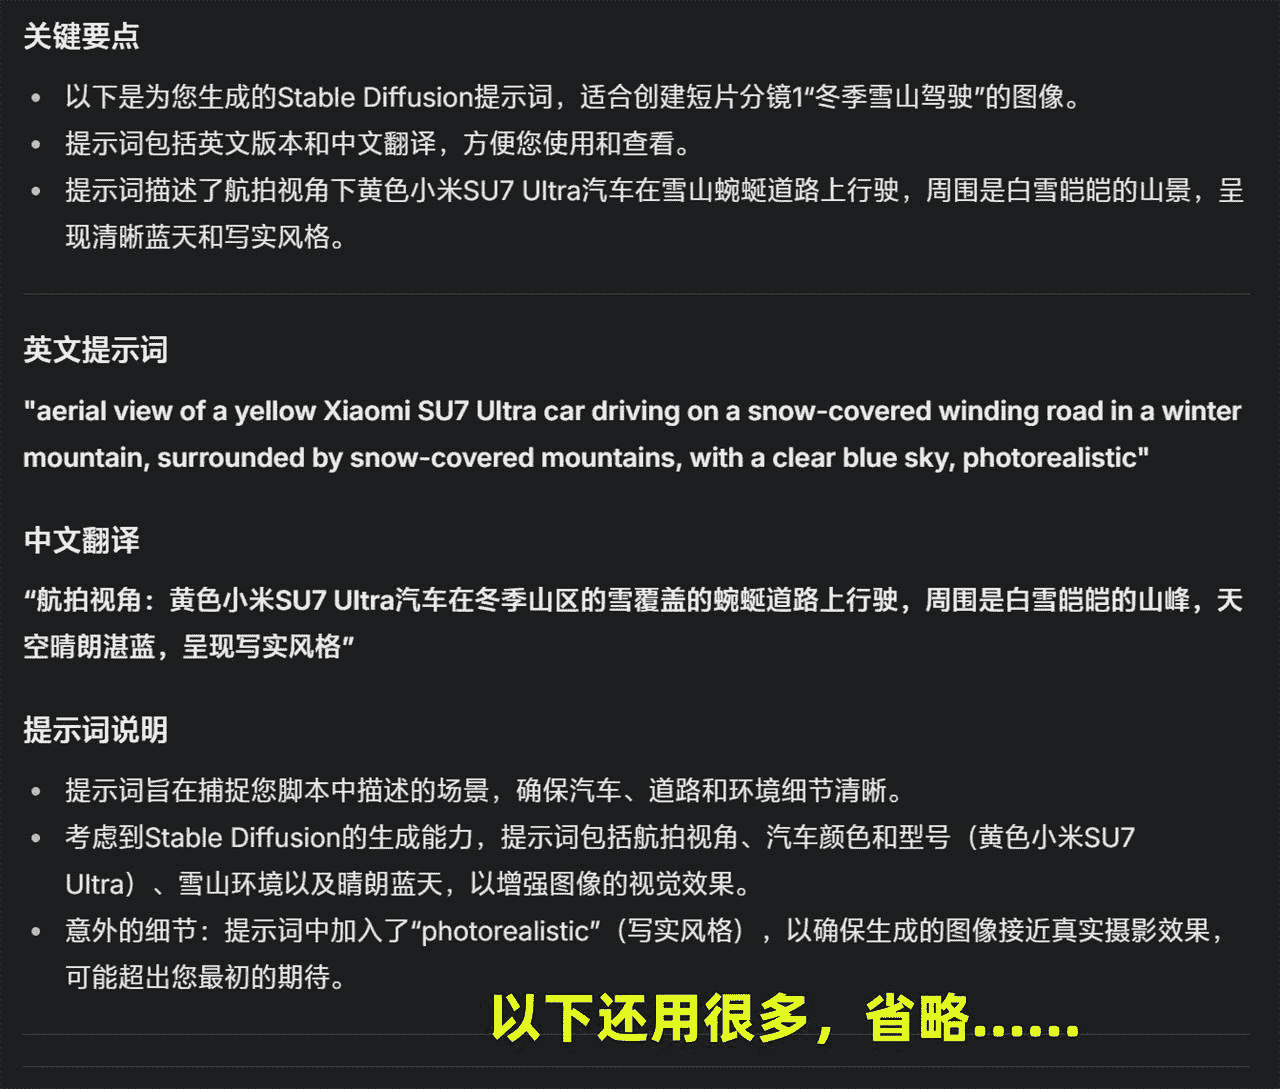 关键要点
以下是为您生成的Stable Diffusion提示词，适合创建短片分镜1“冬季雪山驾驶”的图像。
提示词包括英文版本和中文翻译，方便您使用和查看。
提示词描述了航拍视角下黄色小米SU7 Ultra汽车在雪山蜿蜒道路上行驶，周围是白雪皑皑的山景，呈
现清晰蓝天和写实风格。
英文提示词
"aerial view of a yellow Xiaomi SU7 Ultra car driving on a snow-covered winding road in a winter
mountain, surrounded by snow-covered mountains, with a clear blue sky, photorealistic"
中文翻译
“航拍视角：黄色小米SU7 Ultra汽车在冬季山区的雪覆盖的蜿蜒道路上行驶，周围是白雪皑皑的山峰，天
空晴朗湛蓝，呈现写实风格”
提示词说明
提示词旨在捕捉您脚本中描述的场景，确保汽车、道路和环境细节清晰。
考虑到Stable Diffusion的生成能力，提示词包括航拍视角、汽车颜色和型号（黄色小米SU7
Ultra）、雪山环境以及晴朗蓝天，以增强图像的视觉效果。
意外的细节：提示词中加入了“photorealistic”（写实风格），以确保生成的图像接近真实摄影效果，
可能超出您最初的期待。
以下还用很多，省略......